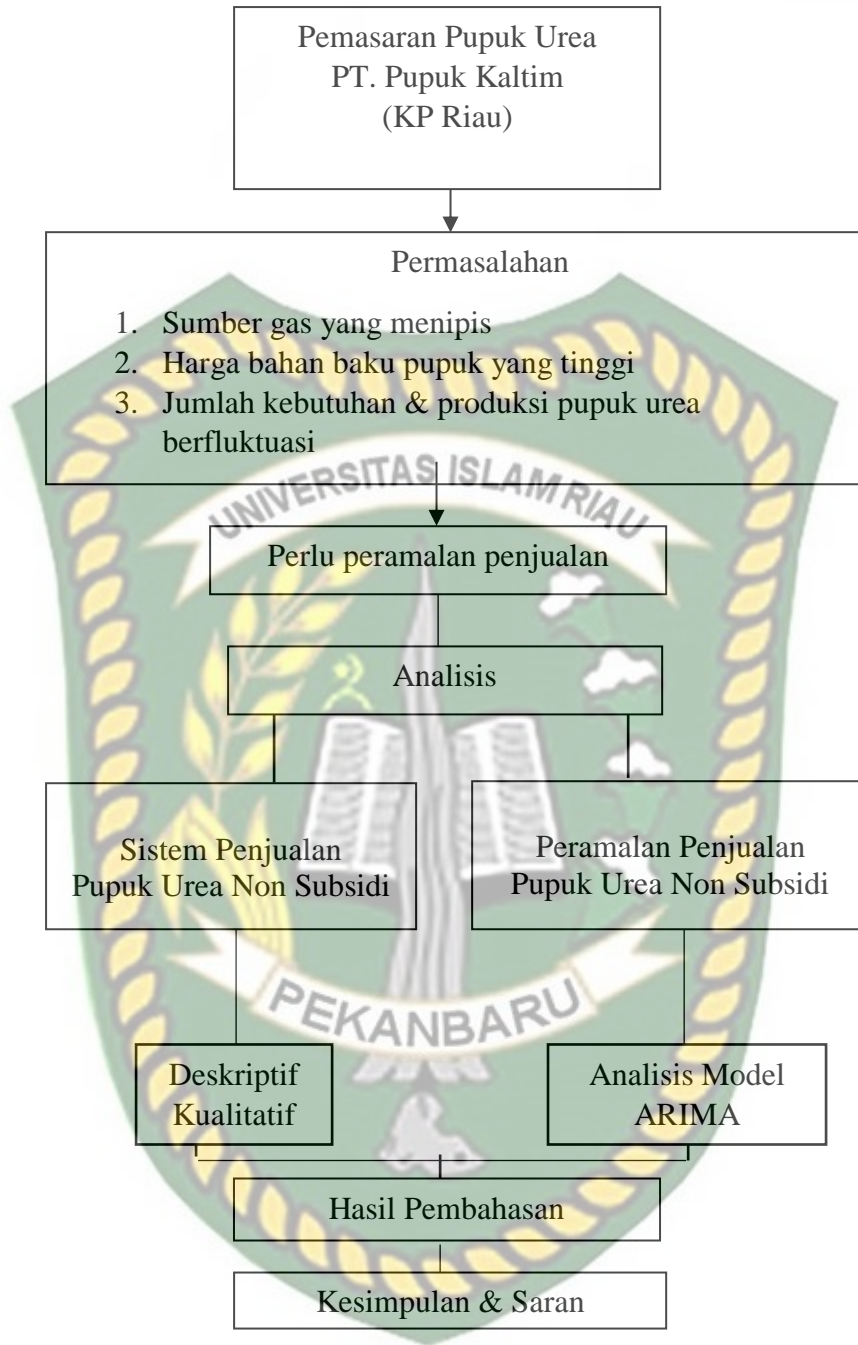 Pemasaran Pupuk Urea
PT. Pupuk Kaltim
(KP Riau)
Permasalahan
1. Sumber gas yang menipis
2. Harga bahan baku pupuk yang tinggi
3. Jumlah kebutuhan & produksi pupuk urea
berfluktuasi
UNIVERSITAS ISLAM RIAU
Perlu peramalan penjualan
Analisis
Sistem Penjualan
Pupuk Urea Non Subsidi
Peramalan Penjualan
Pupuk Urea Non Subsidi
PEKANBARU
Deskriptif
Kualitatif
Analisis Model
ARIMA
Hasil Pembahasan
Kesimpulan & Saran